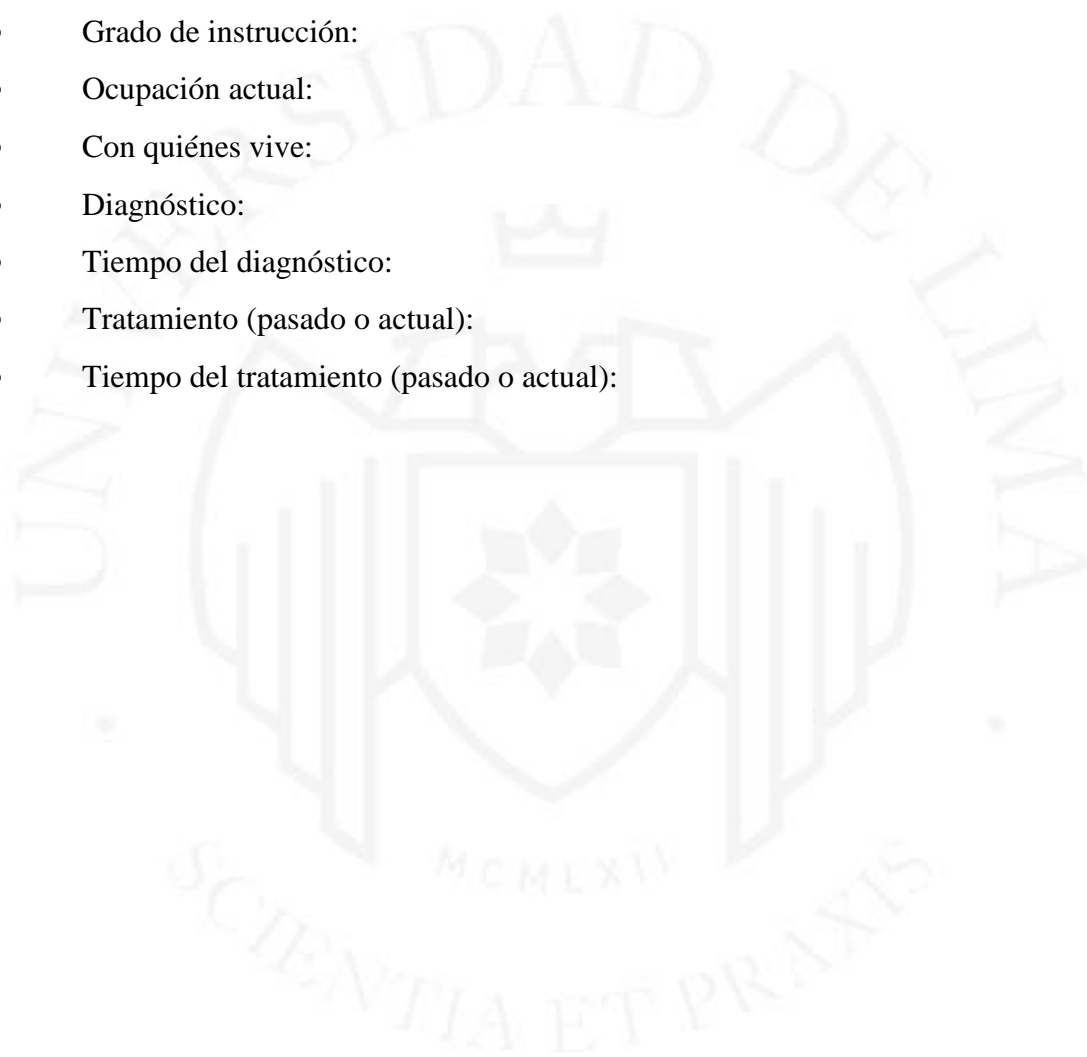 • Grado de instrucción:
• Ocupación actual:
• Con quiénes vive:
• Diagnóstico:
• Tiempo del diagnóstico:
• Tratamiento (pasado o actual):
• Tiempo del tratamiento (pasado o actual):
UNIVERSIDAD DE LIMA
MCMLXII
SCIENTIA ET PRAXIS